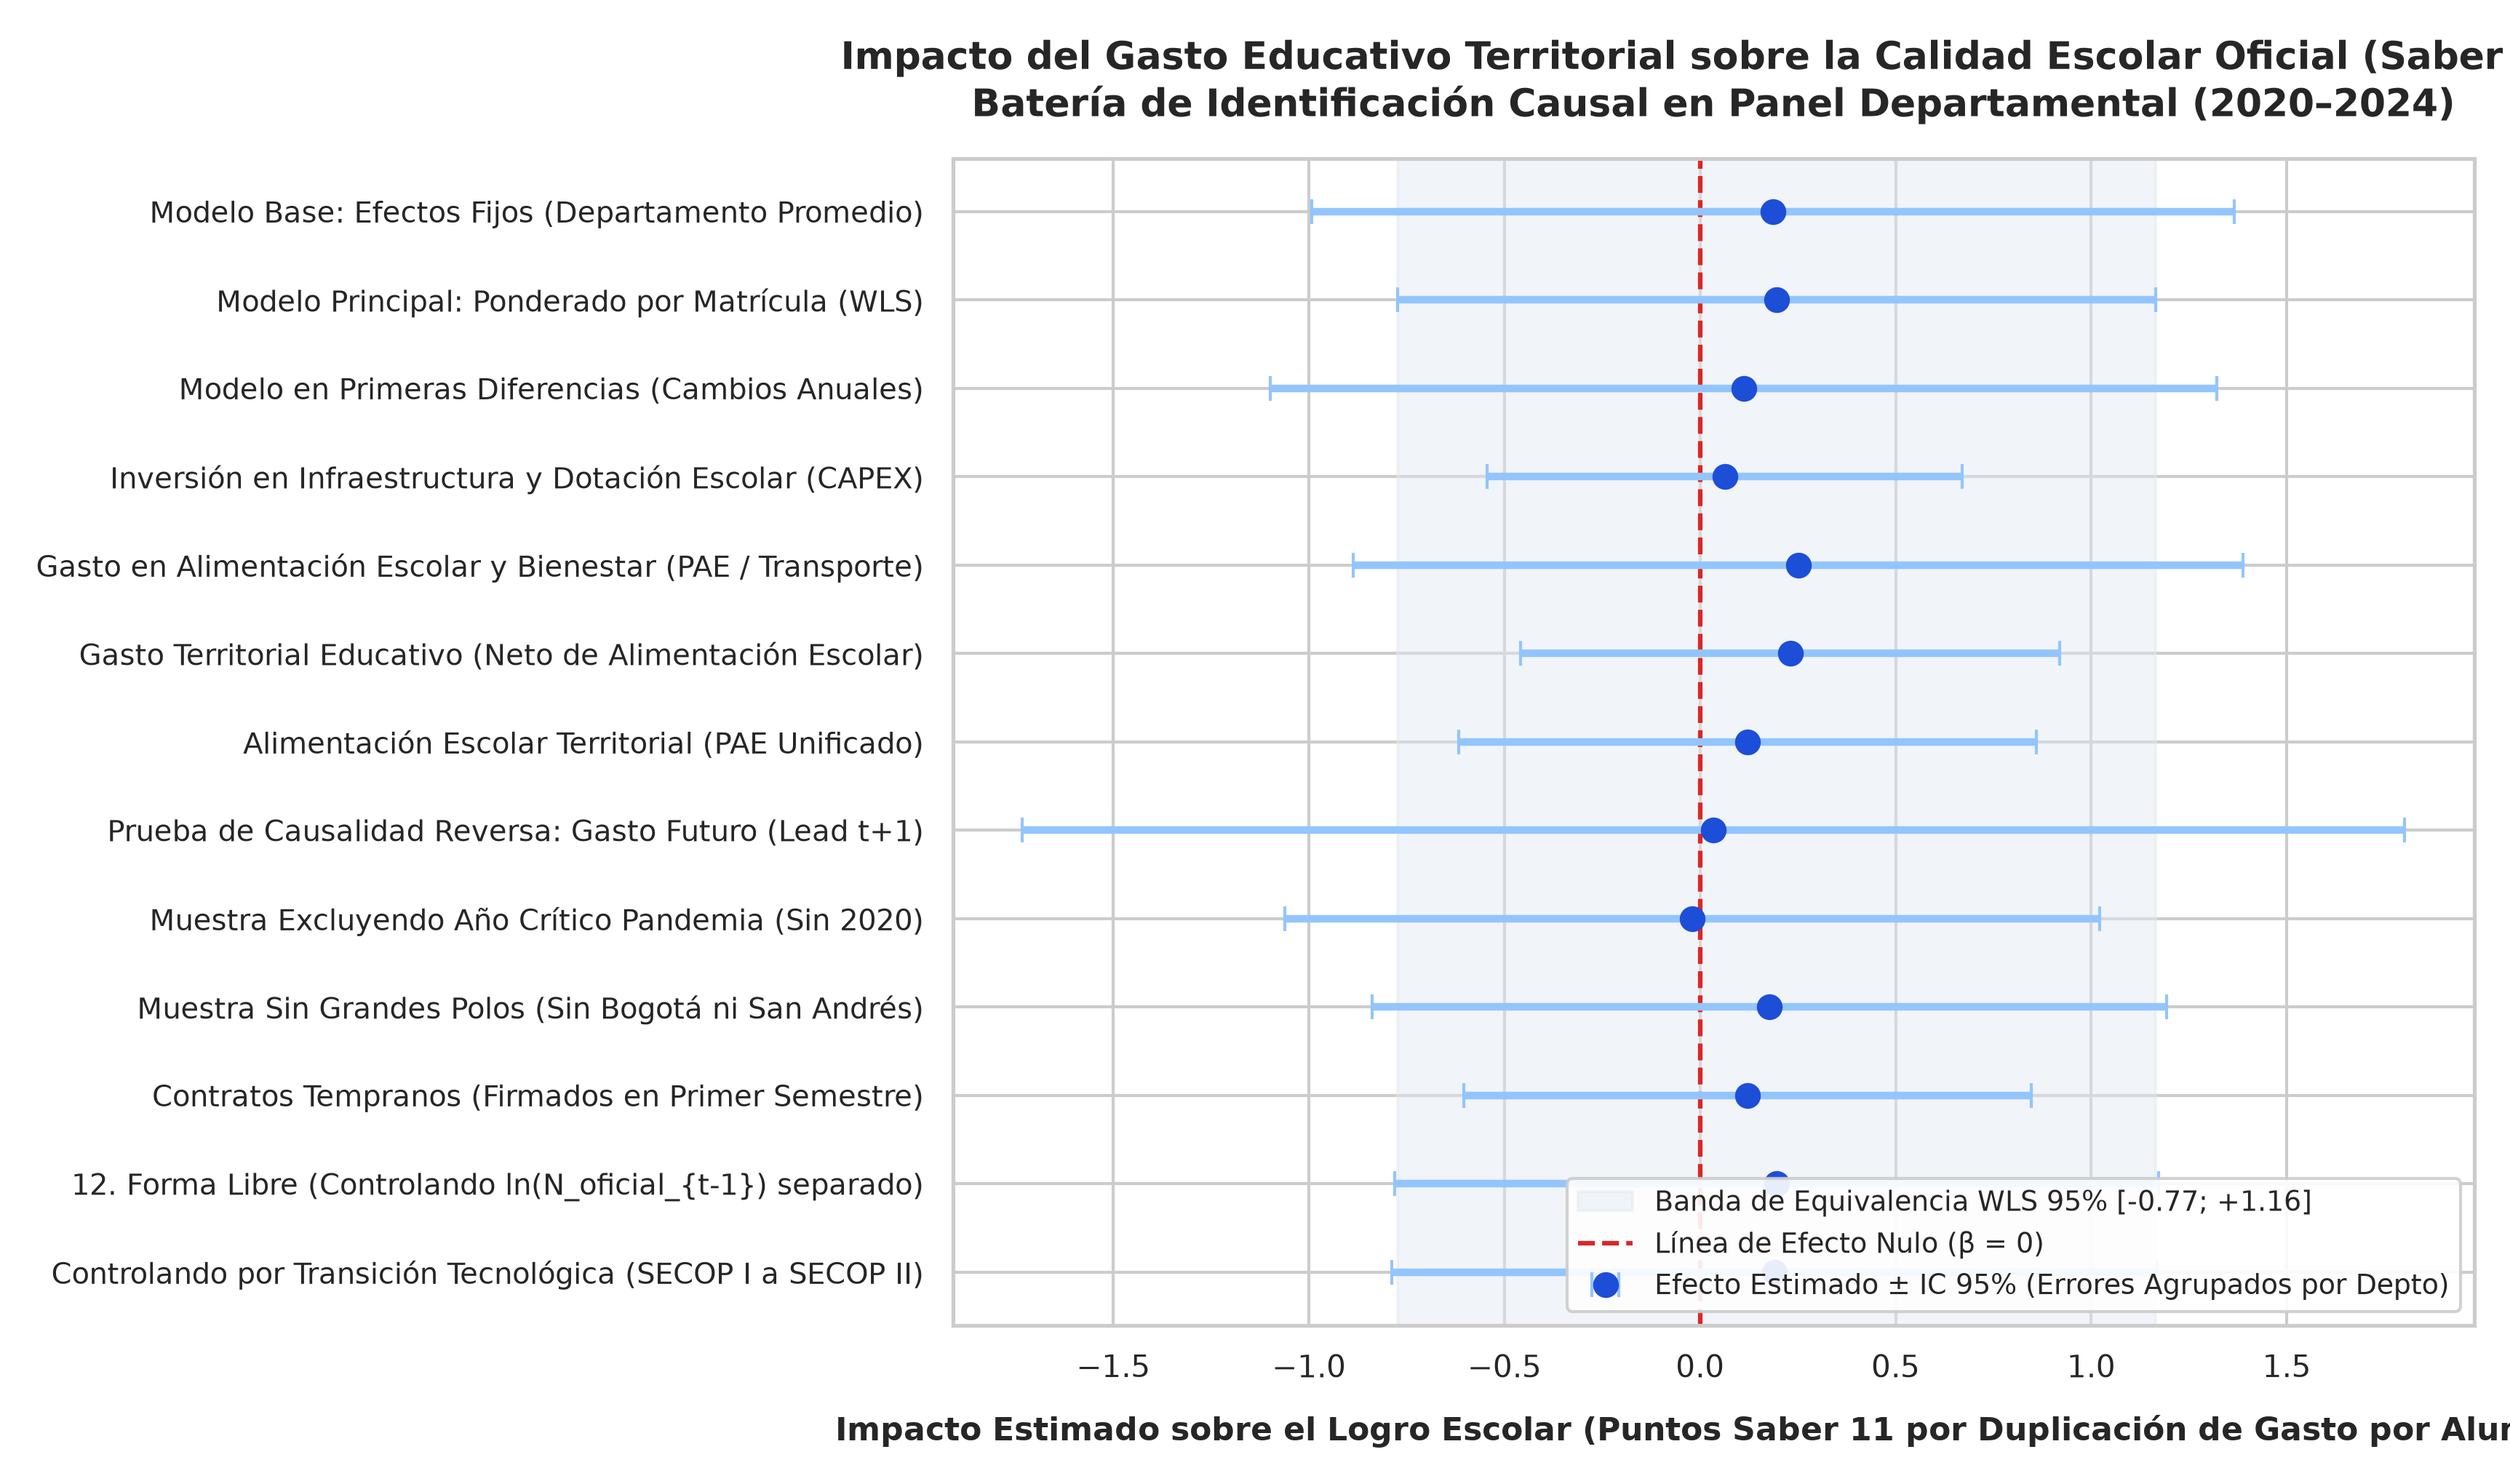 Impacto del Gasto Educativo Territorial sobre la Calidad Escolar Oficial (Saber
Batería de Identificación Causal en Panel Departamental (2020–2024)
Modelo Base: Efectos Fijos (Departamento Promedio)
Modelo Principal: Ponderado por Matrícula (WLS)
Modelo en Primeras Diferencias (Cambios Anuales)
Inversión en Infraestructura y Dotación Escolar (CAPEX)
Gasto en Alimentación Escolar y Bienestar (PAE / Transporte)
Gasto Territorial Educativo (Neto de Alimentación Escolar)
Alimentación Escolar Territorial (PAE Unificado)
Prueba de Causalidad Reversa: Gasto Futuro (Lead t+1)
Muestra Excluyendo Año Crítico Pandemia (Sin 2020)
Muestra Sin Grandes Polos (Sin Bogotá ni San Andrés)
Contratos Tempranos (Firmados en Primer Semestre)
12. Forma Libre (Controlando ln(N_oficial_{t-1}) separado)
Controlando por Transición Tecnológica (SECOP I a SECOP II)
Banda de Equivalencia WLS 95% [-0.77; +1.16]
Línea de Efecto Nulo (β = 0)
Efecto Estimado ± IC 95% (Errores Agrupados por Depto)
−1.5 −1.0 −0.5 0.0 0.5 1.0 1.5
Impacto Estimado sobre el Logro Escolar (Puntos Saber 11 por Duplicación de Gasto por